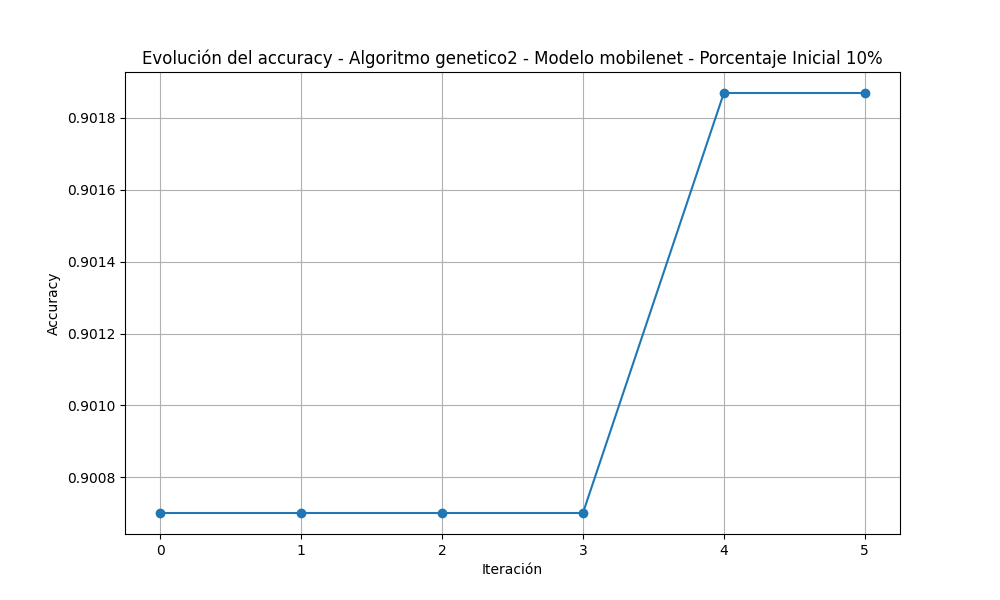 Evolución del accuracy - Algoritmo genetico2 - Modelo mobilenet - Porcentaje Inicial 10%
Accuracy
0.9018
0.9016
0.9014
0.9012
0.9010
0.9008
0 1 2 3 4 5
Iteración